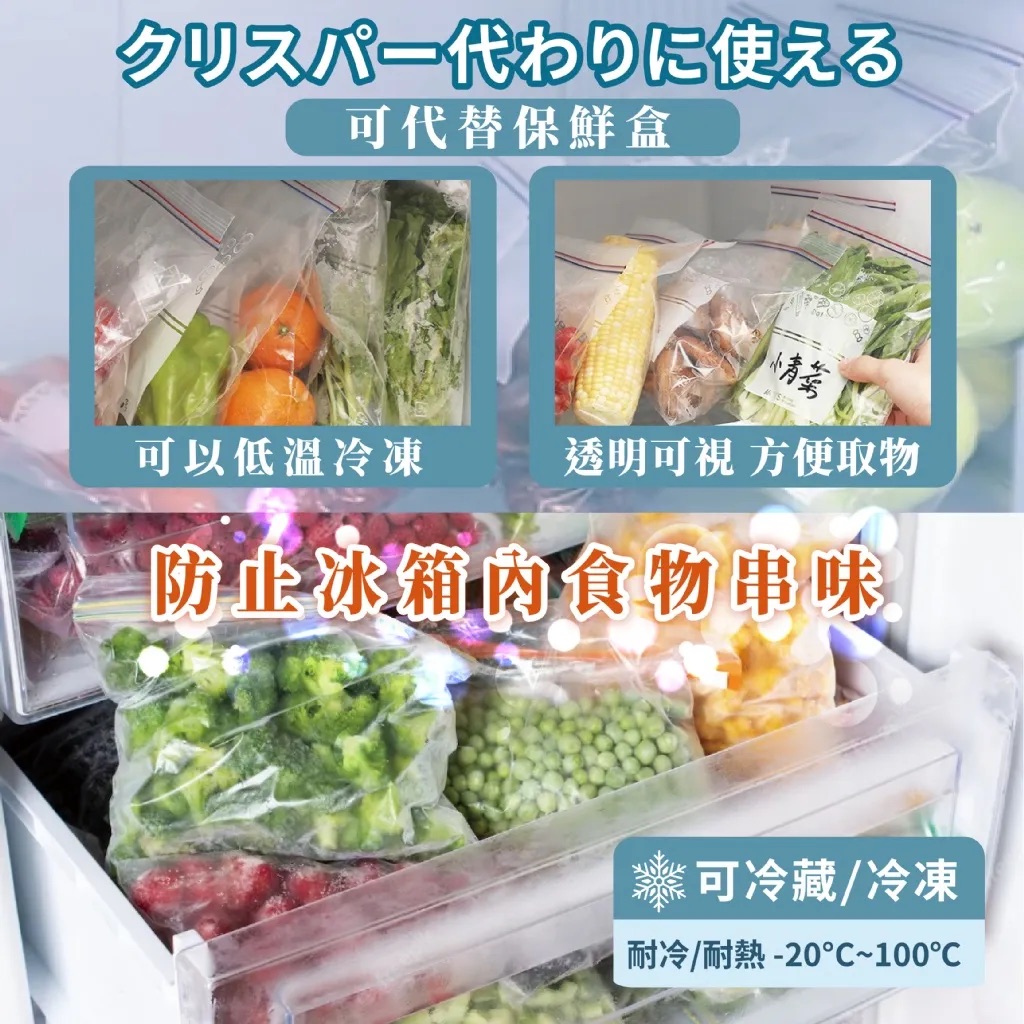 クリスパー代わりに使える
可代替保鮮盒
情菜
可以低溫冷凍
透明可視 方便取物
防止冰箱內食物串味
可冷藏/冷凍
耐冷/耐熱 -20°C~100°C